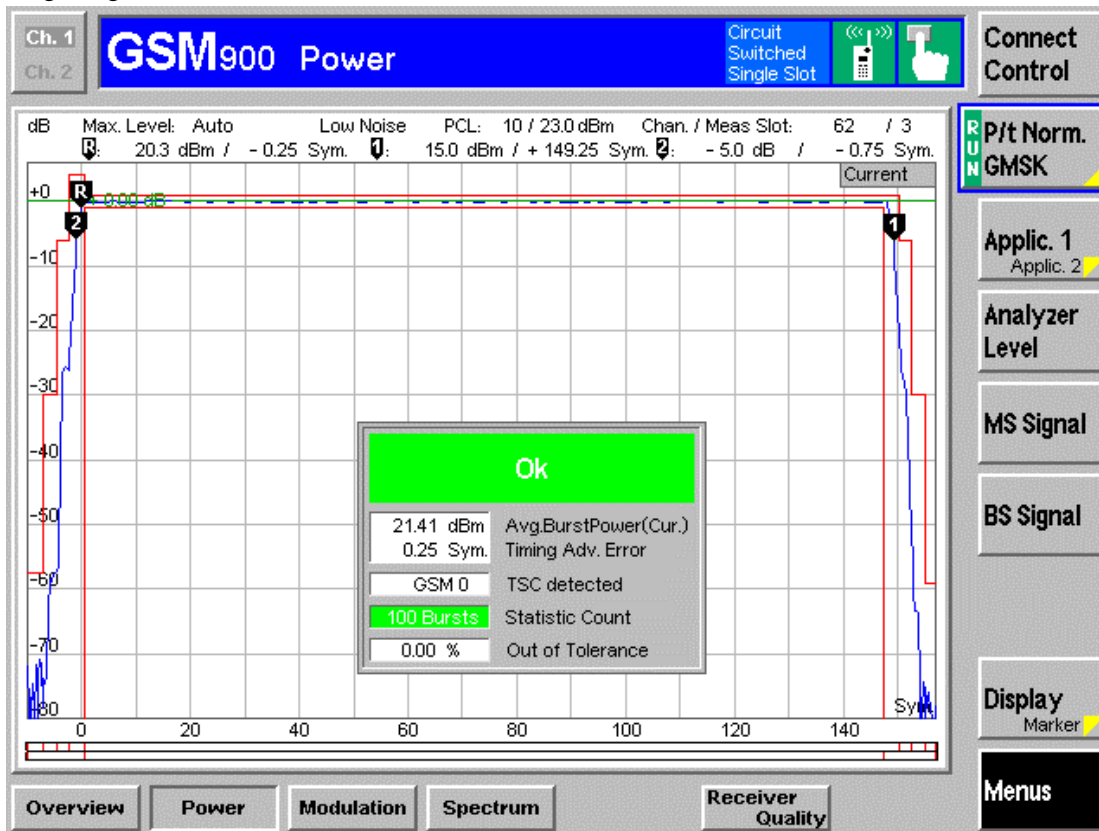 Ch. 1
Ch. 2
GSM900 Power
Circuit
Switched
Single Slot
Connect
Control
dB Max. Level: Auto Low Noise PCL: 10 / 23.0 dBm Chan. / Meas Slot: 62 / 3
R: 20.3 dBm / - 0.25 Sym. 1: 15.0 dBm / + 149.25 Sym. 2: - 5.0 dB / - 0.75 Sym.
Current
RUN
P/t Norm.
GMSK
Applic. 1
Applic. 2
Analyzer
Level
MS Signal
BS Signal
Display
Marker
Menus
+0
R
0.00 dB
2
1
-10
-20
-30
-40
-50
-60
-70
-80
Ok
21.41 dBm Avg.BurstPower(Cur.)
0.25 Sym. Timing Adv. Error
GSM 0 TSC detected
100 Bursts Statistic Count
0.00 % Out of Tolerance
0 20 40 60 80 100 120 140
Overview
Power
Modulation
Spectrum
Receiver
Quality